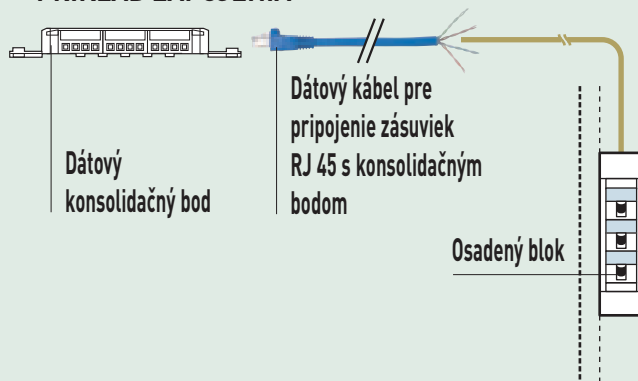 Dátový kábel pre
pripojenie zásuviek
RJ 45 s konsolidačným
bodom
Dátový
konsolidačný bod
Osadený blok